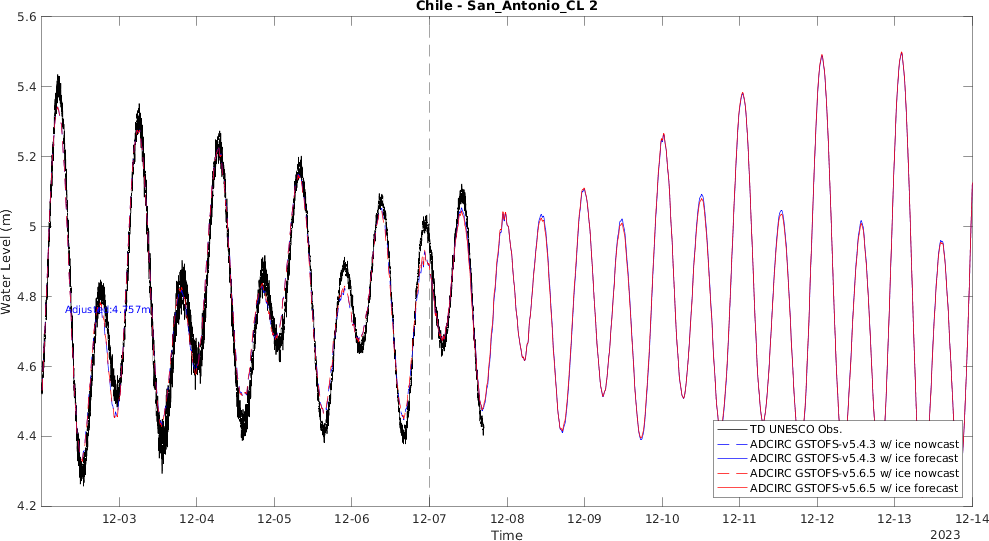 Chile - San_Antonio_CL 2
5.6
5.4
5.2
5
4.8
4.6
4.4
4.2
Water Level (m)
Adjusted:4.757m
TD UNESCO Obs.
ADCIRC GSTOFS-v5.4.3 w/ ice nowcast
ADCIRC GSTOFS-v5.4.3 w/ ice forecast
ADCIRC GSTOFS-v5.6.5 w/ ice nowcast
ADCIRC GSTOFS-v5.6.5 w/ ice forecast
12-03 12-04 12-05 12-06 12-07 12-08 12-09 12-10 12-11 12-12 12-13 12-14
Time
2023